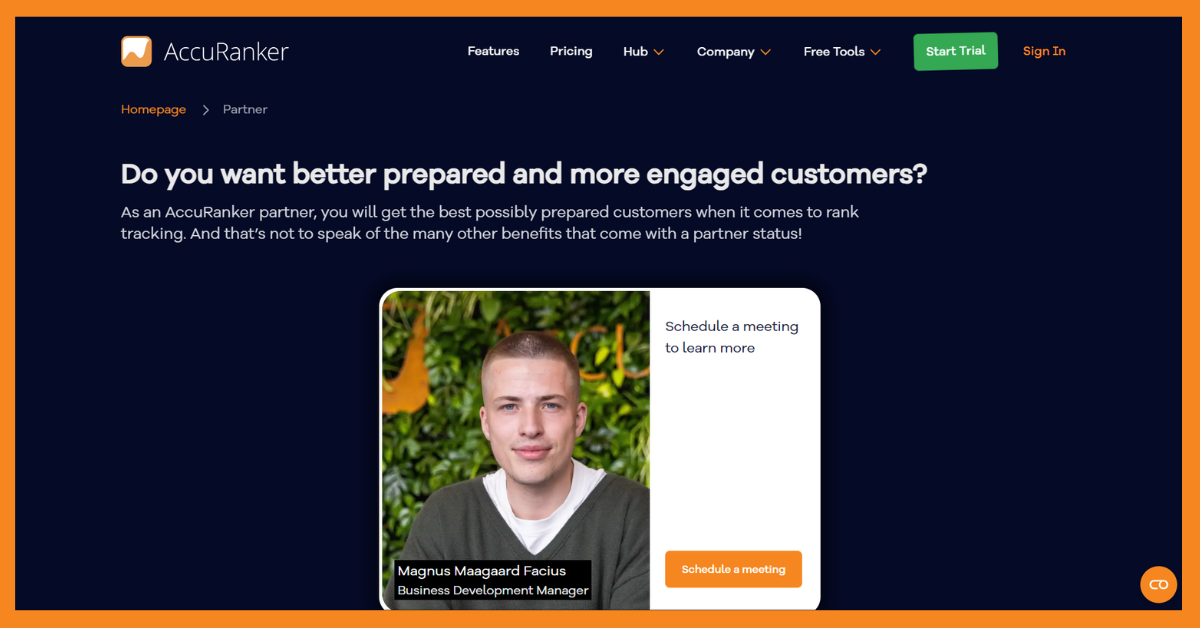 AccuRanker
Features
Pricing
Hub
Company
Free Tools
Start Trial
Sign In
Homepage
Partner
Do you want better prepared and more engaged customers?
As an AccuRanker partner, you will get the best possibly prepared customers when it comes to rank
tracking. And that's not to speak of the many other benefits that come with a partner status!
Schedule a meeting
to learn more
Magnus Maagaard Facius
Business Development Manager
Schedule a meeting